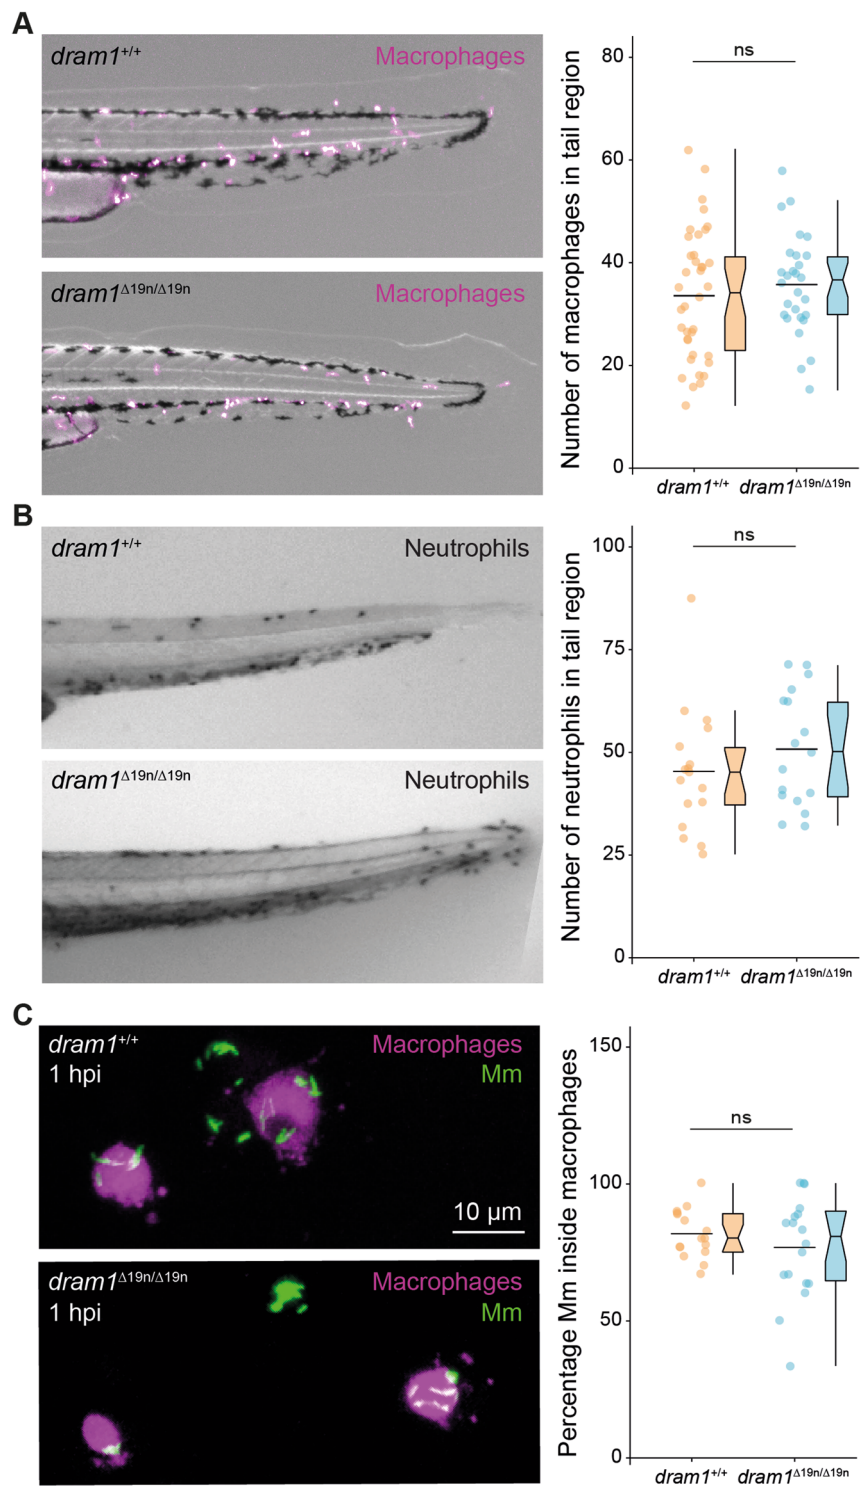 A
dram1+/+
Macrophages
dram1Δ19n/Δ19n
Macrophages
Number of macrophages in tail region
80
60
40
20
0
ns
dram1+/+
dram1Δ19n/Δ19n
B
dram1+/+
Neutrophils
dram1Δ19n/Δ19n
Neutrophils
Number of neutrophils in tail region
100
75
50
25
0
ns
dram1+/+
dram1Δ19n/Δ19n
C
dram1+/+
Macrophages
1 hpi
Mm
10 µm
dram1Δ19n/Δ19n
Macrophages
1 hpi
Mm
Percentage Mm inside macrophages
150
100
50
0
ns
dram1+/+
dram1Δ19n/Δ19n